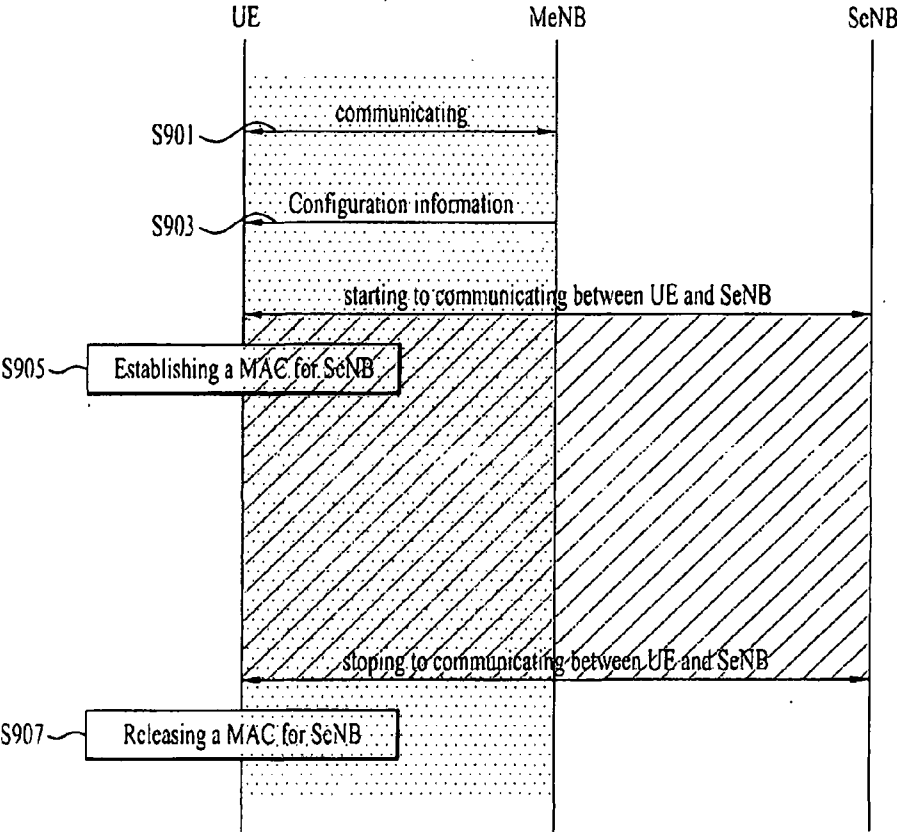 UE MeNB SeNB
communicating
S901
Configuration information
S903
starting to communicating between UE and SeNB
S905 Establishing a MAC for SeNB
stoping to communicating between UE and SeNB
S907 Releasing a MAC for SeNB